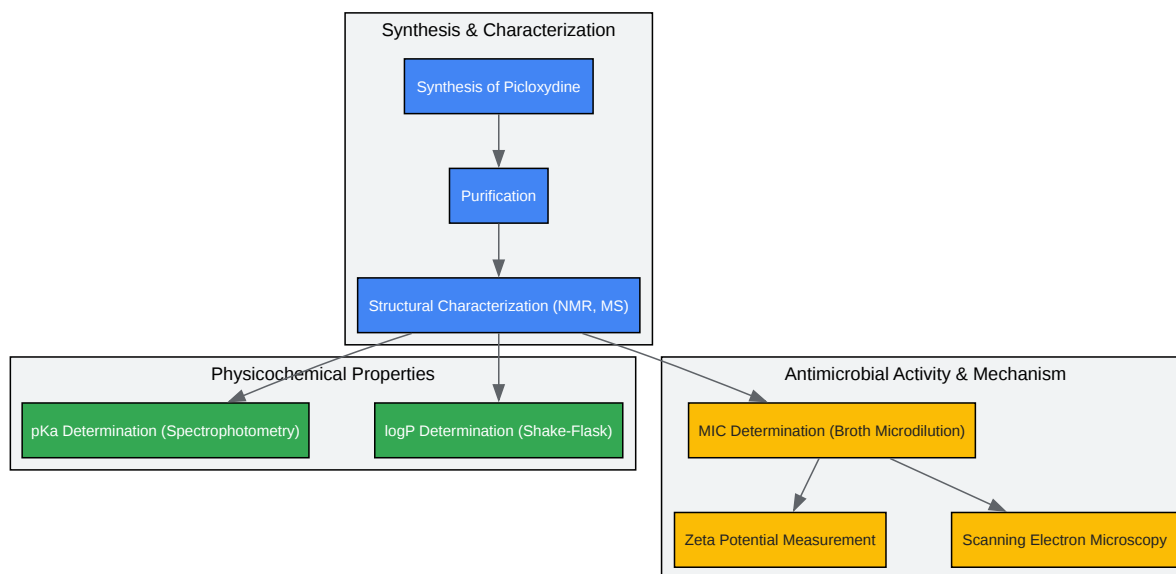 Synthesis & Characterization
Synthesis of Picloxydine
Purification
Structural Characterization (NMR, MS)
Physicochemical Properties
pKa Determination (Spectrophotometry)
logP Determination (Shake-Flask)
Antimicrobial Activity & Mechanism
MIC Determination (Broth Microdilution)
Zeta Potential Measurement
Scanning Electron Microscopy